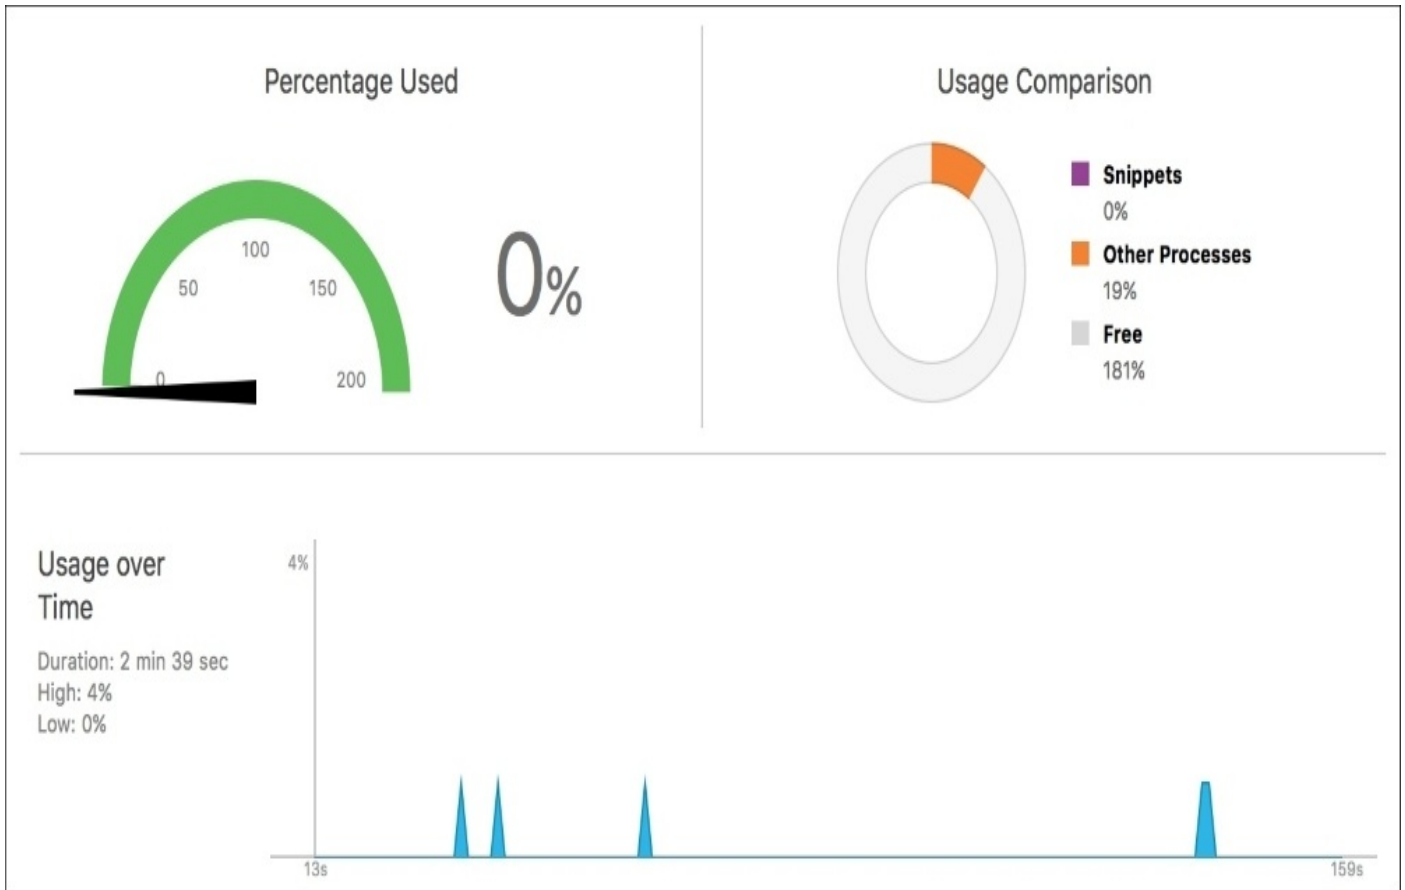 Percentage Used
0
50
100
150
200
0%
Usage Comparison
Snippets
0%
Other Processes
19%
Free
181%
Usage over
Time
Duration: 2 min 39 sec
High: 4%
Low: 0%
4%
13s
159s